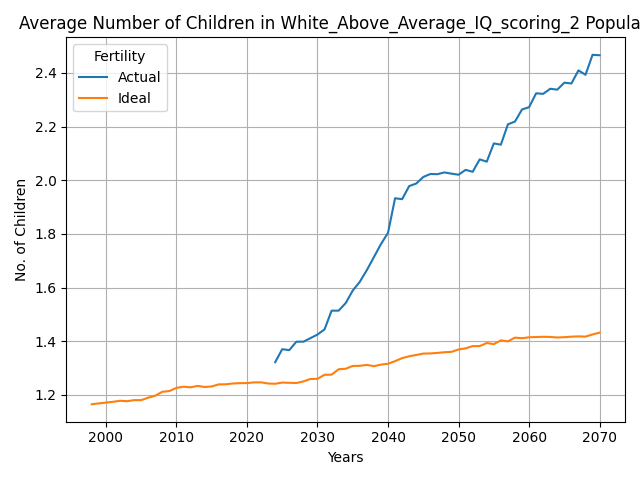 Average Number of Children in White_Above_Average_IQ_scoring_2 Popula
Fertility
Actual
Ideal
2.4
2.2
2.0
1.8
1.6
1.4
1.2
No. of Children
2000 2010 2020 2030 2040 2050 2060 2070
Years